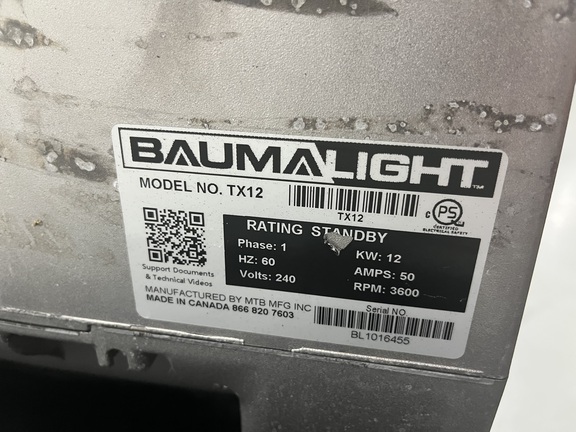 BAUMALIGHT™
MODEL NO. TX12
TX12
C PS
CERTIFIED
ELECTRICAL SAFETY
RATING STANDBY
Phase: 1
KW: 12
HZ: 60
AMPS: 50
Volts: 240
RPM: 3600
Support Documents
& Technical Videos
MANUFACTURED BY MTB MFG INC
MADE IN CANADA 866 820 7603
Serial NO
BL1016455